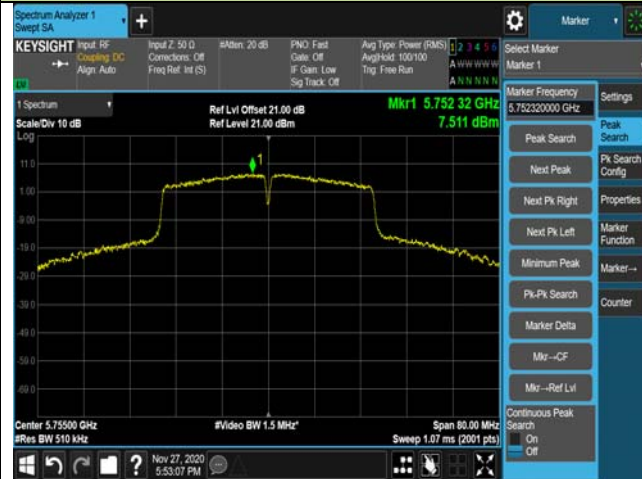 Spectrum Analyzer 1
Swept SA
+
Marker
KEYSIGHT
Input: RF
Coupling: DC
Align: Auto
Input Z: 50 Ω
Corrections: Off
Freq Ref: Int (S)
#Atten: 20 dB
PNO: Fast
Gate: Off
IF Gain: Low
Sig Track: Off
Avg Type: Power (RMS)
Avg|Hold: 100/100
Trig: Free Run
1 2 3 4 5 6
A W W W W W
A N N N N N
Select Marker
Marker 1
1 Spectrum
Scale/Div 10 dB
Log
Ref Lvl Offset 21.00 dB
Ref Level 21.00 dBm
Mkr1 5.752 32 GHz
7.511 dBm
1
11.0
1.00
-9.00
-19.0
-29.0
-39.0
-49.0
-59.0
-69.0
Center 5.75500 GHz
#Res BW 510 kHz
#Video BW 1.5 MHz*
Span 80.00 MHz
Sweep 1.07 ms (2001 pts)
Marker Frequency
5.752320000 GHz
Peak Search
Next Peak
Next Pk Right
Next Pk Left
Minimum Peak
Pk-Pk Search
Marker Delta
Mkr→CF
Mkr→Ref Lvl
Continuous Peak
Search
On
Off
Settings
Peak
Search
Pk Search
Config
Properties
Marker
Function
Marker→
Counter
?
Nov 27, 2020
5:53:07 PM